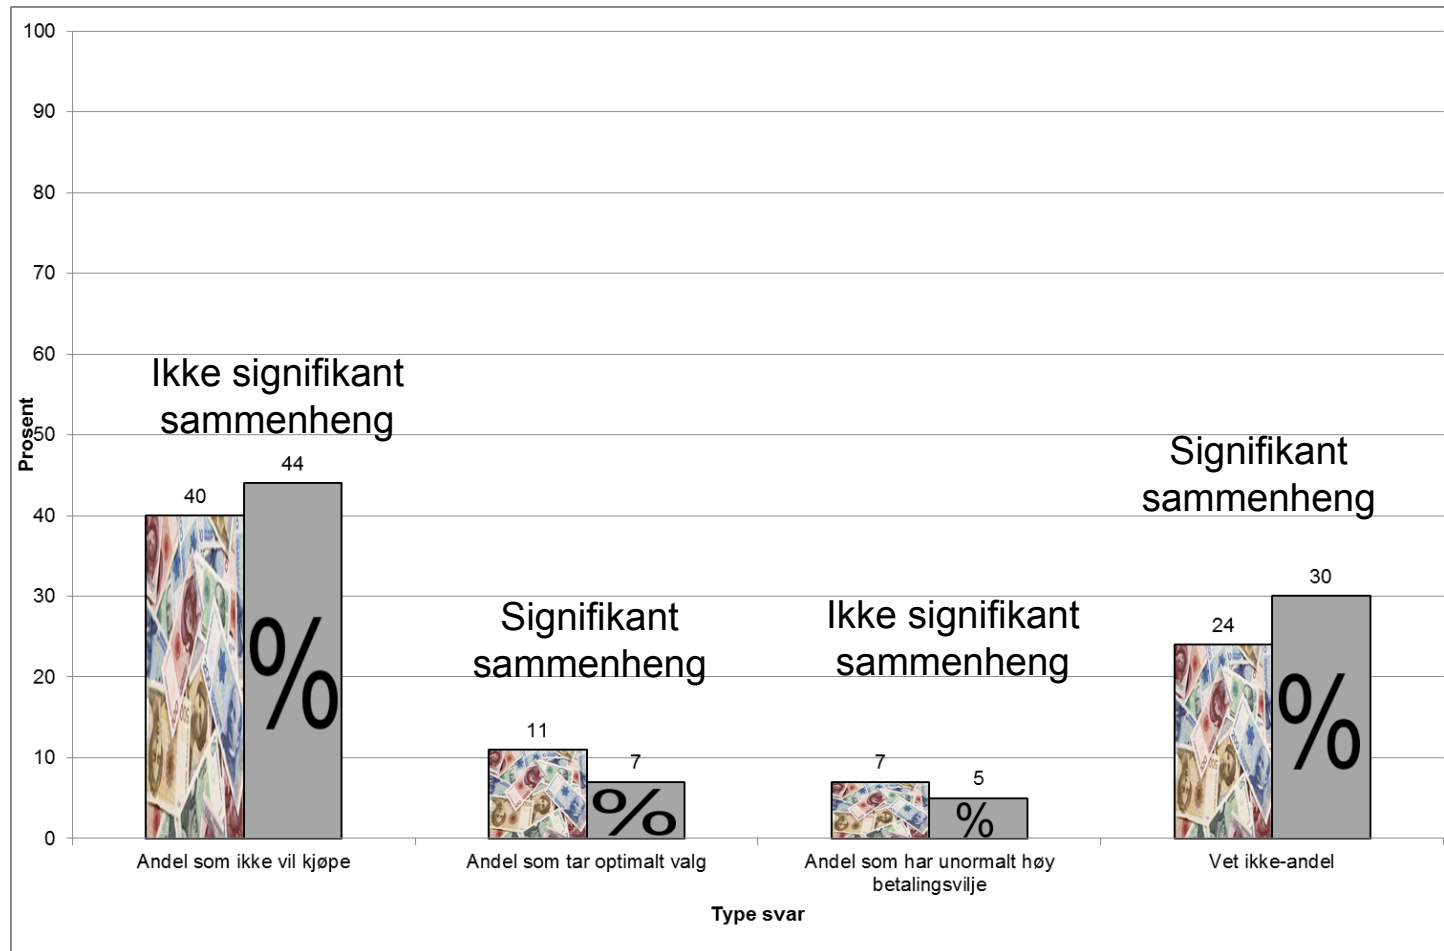 100
90
80
70
60
50
40
30
20
10
0
Prosent
Ikke signifikant
sammenheng
40
44
%
Signifikant
sammenheng
11
7
%
Ikke signifikant
sammenheng
7
5
%
Signifikant
sammenheng
24
30
%
Andel som ikke vil kjøpe
Andel som tar optimalt valg
Andel som har unormalt høy
betalingsvilje
Vet ikke-andel
Type svar